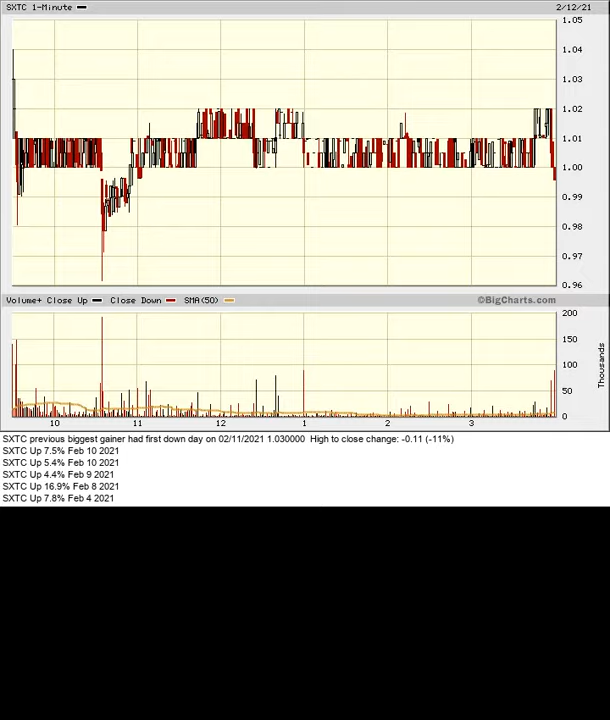 SXTC 1-Minute 2/12/21
1.05
1.04
1.03
1.02
1.01
1.00
0.99
0.98
0.97
0.96
Volume+ Close Up Close Down SMA(50) ©BigCharts.com
200
150
100
50
0
Thousands
10 11 12 1 2 3
SXTC previous biggest gainer had first down day on 02/11/2021 1.030000 High to close change: -0.11 (-11%)
SXTC Up 7.5% Feb 10 2021
SXTC Up 5.4% Feb 10 2021
SXTC Up 4.4% Feb 9 2021
SXTC Up 16.9% Feb 8 2021
SXTC Up 7.8% Feb 4 2021